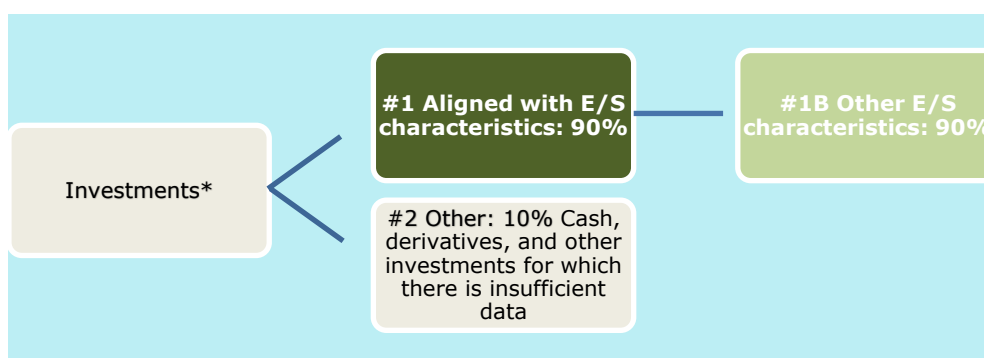 Investments*
#1 Aligned with E/S
characteristics: 90%
#1B Other E/S
characteristics: 90%
#2 Other: 10% Cash,
derivatives, and other
investments for which
there is insufficient
data